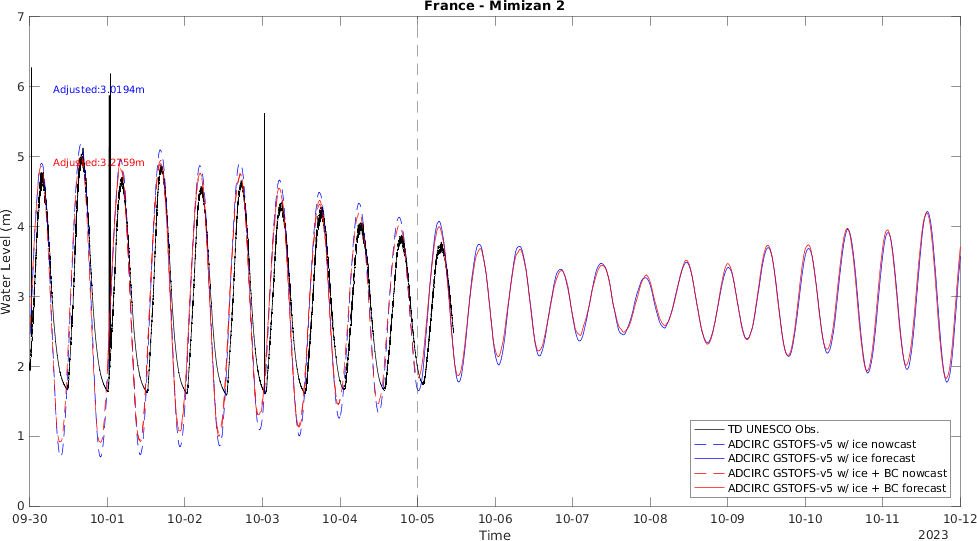 France - Mimizan 2
7
6
5
4
3
2
1
0
Water Level (m)
Adjusted:3.0194m
Adjusted:3.2759m
TD UNESCO Obs.
ADCIRC GSTOFS-v5 w/ ice nowcast
ADCIRC GSTOFS-v5 w/ ice forecast
ADCIRC GSTOFS-v5 w/ ice + BC nowcast
ADCIRC GSTOFS-v5 w/ ice + BC forecast
09-30 10-01 10-02 10-03 10-04 10-05 10-06 10-07 10-08 10-09 10-10 10-11 10-12
Time
2023